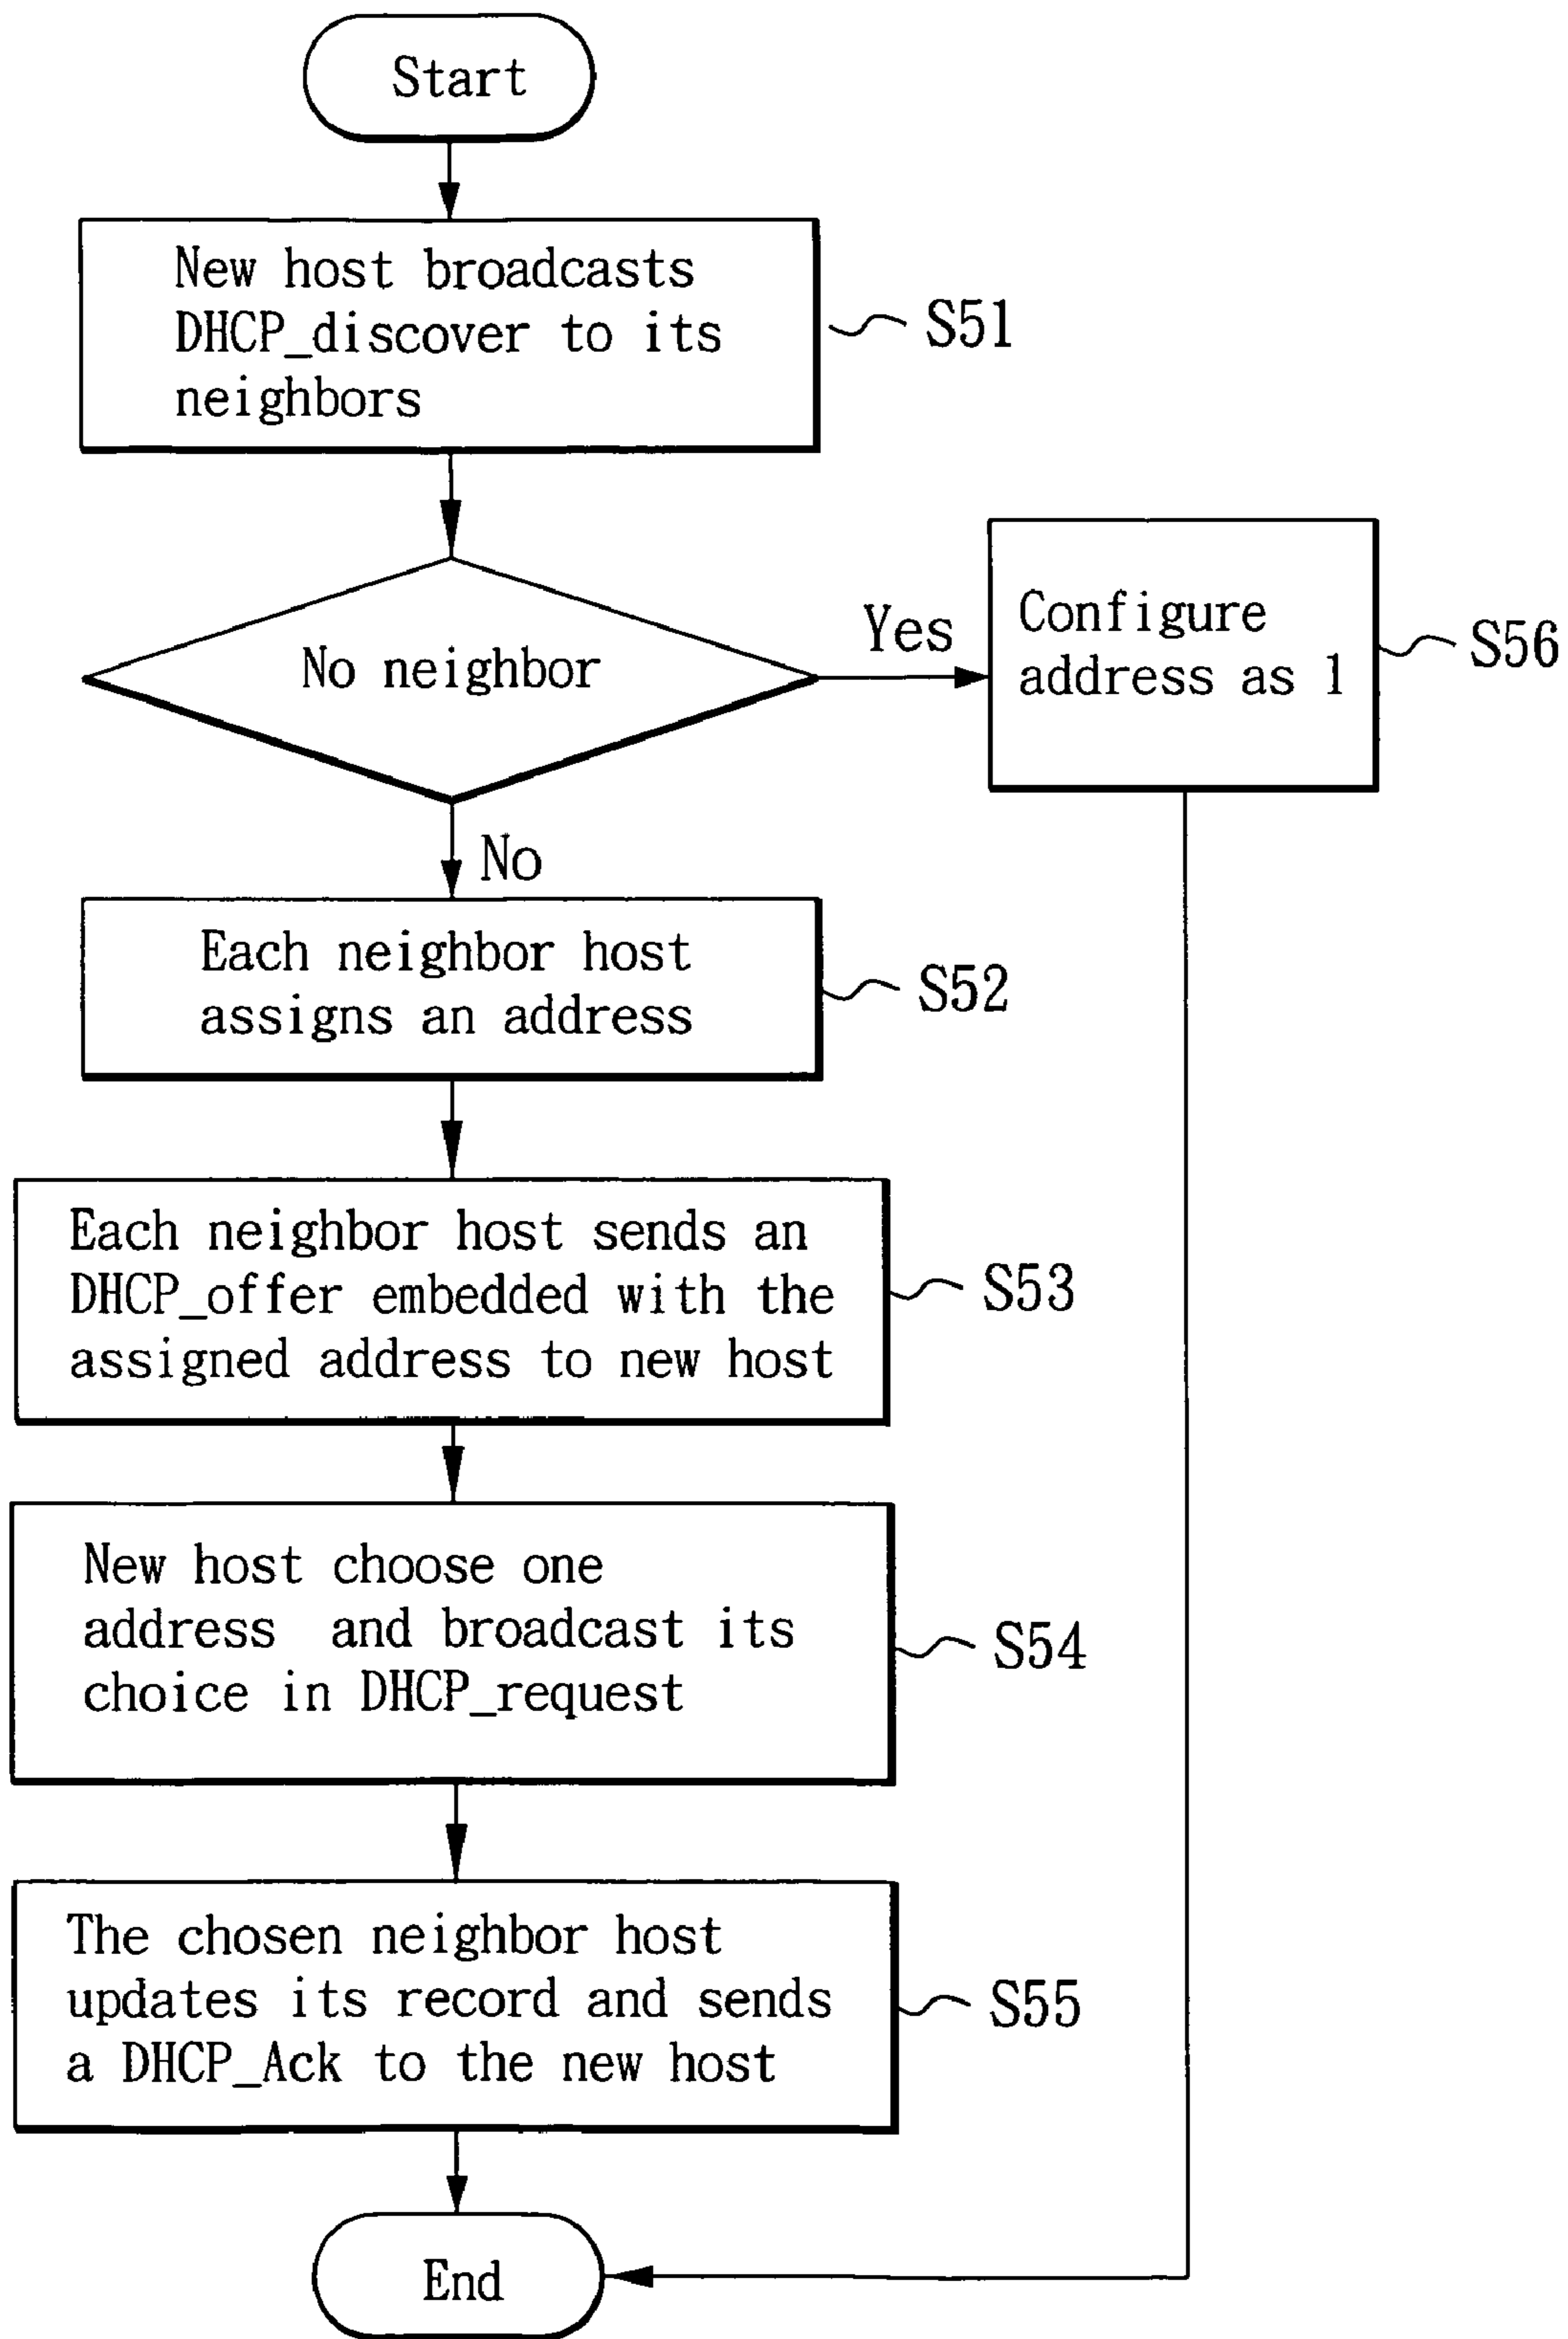 Start
New host broadcasts
DHCP_discover to its
neighbors
S51
No neighbor
Yes
Configure
address as 1
S56
No
Each neighbor host
assigns an address
S52
Each neighbor host sends an
DHCP_offer embedded with the
assigned address to new host
S53
New host choose one
address and broadcast its
choice in DHCP_request
S54
The chosen neighbor host
updates its record and sends
a DHCP_Ack to the new host
S55
End